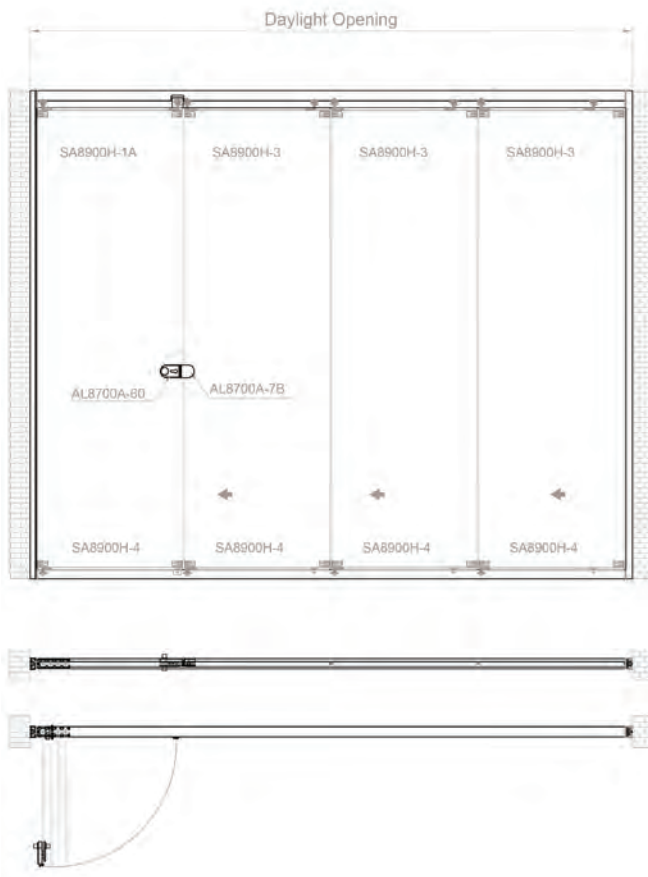 Daylight Opening
SA8900H-1A SA8900H-3 SA8900H-3 SA8900H-3
AL8700A-60 AL8700A-7B
SA8900H-4 SA8900H-4 SA8900H-4 SA8900H-4